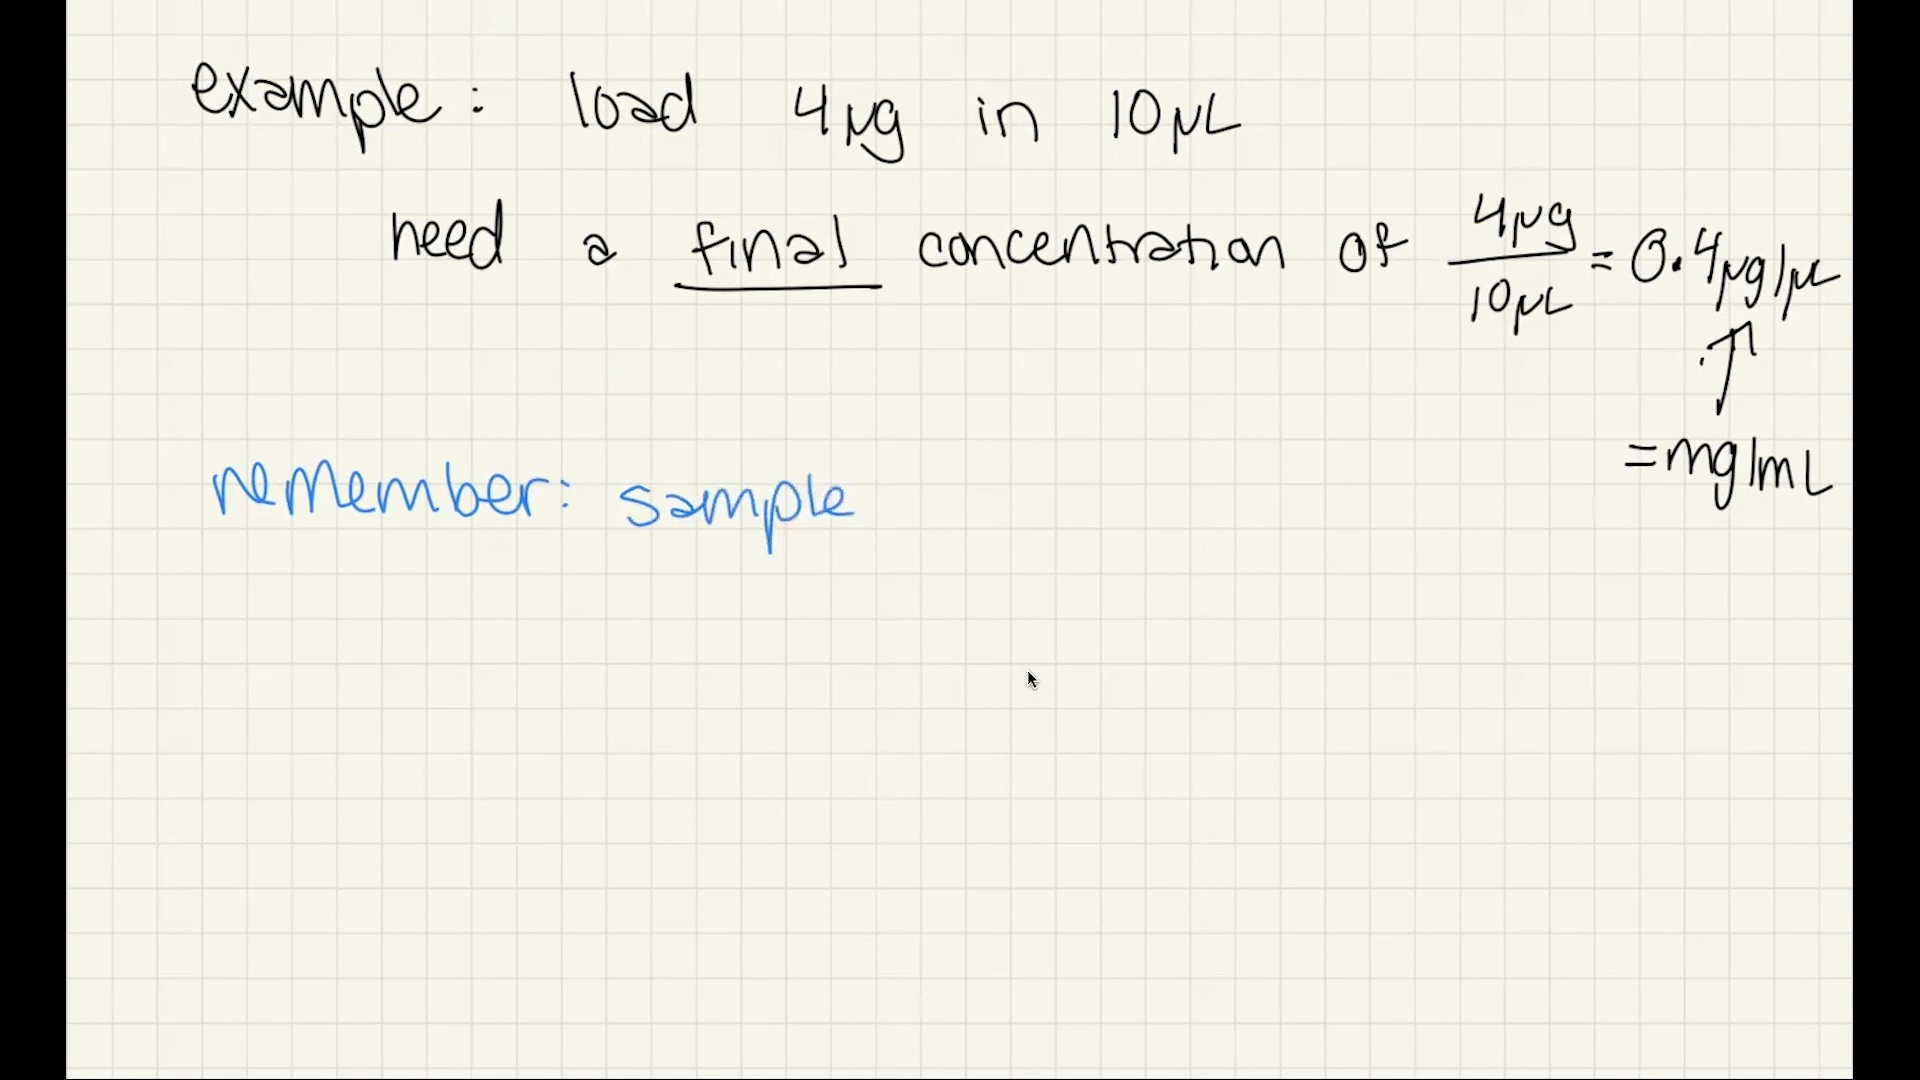 example: load 4µg in 10µL
need a final concentration of 4µg/10µL = 0.4µg/µL
=mg/mL
remember: sample